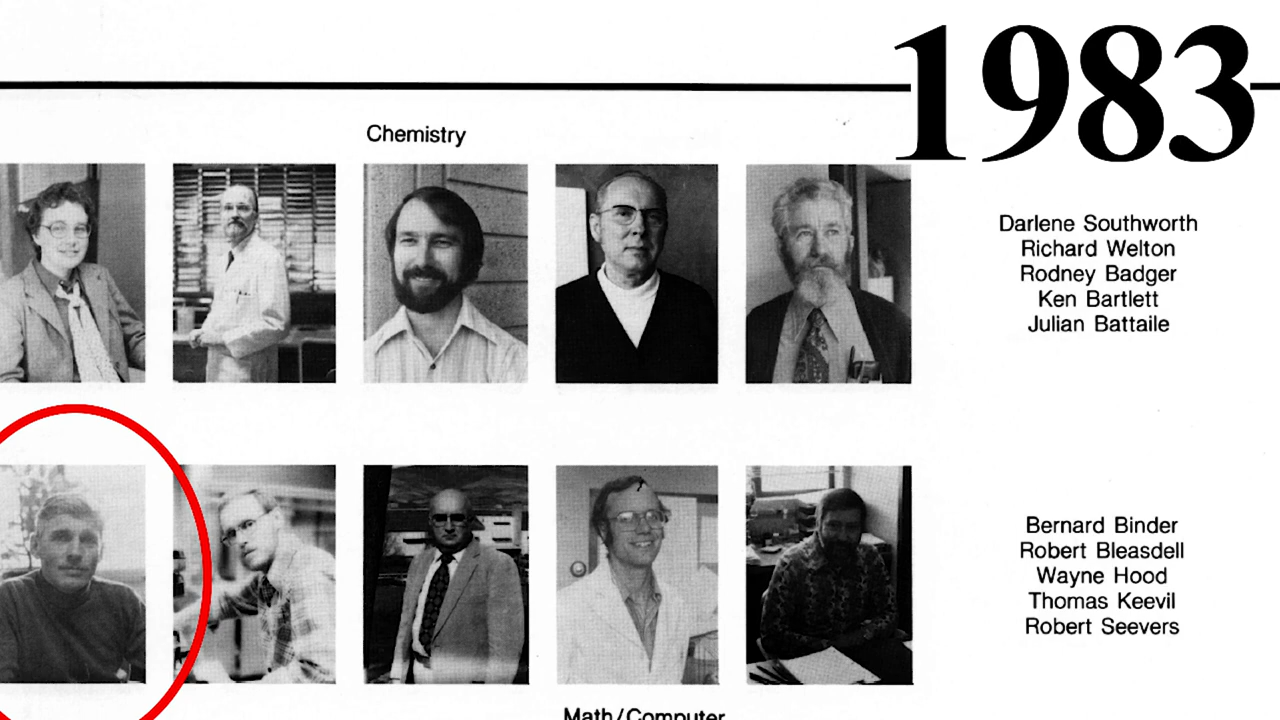 1983
Chemistry
Darlene Southworth
Richard Welton
Rodney Badger
Ken Bartlett
Julian Battaile
Bernard Binder
Robert Bleasdell
Wayne Hood
Thomas Keevil
Robert Seevers
Math/Computer